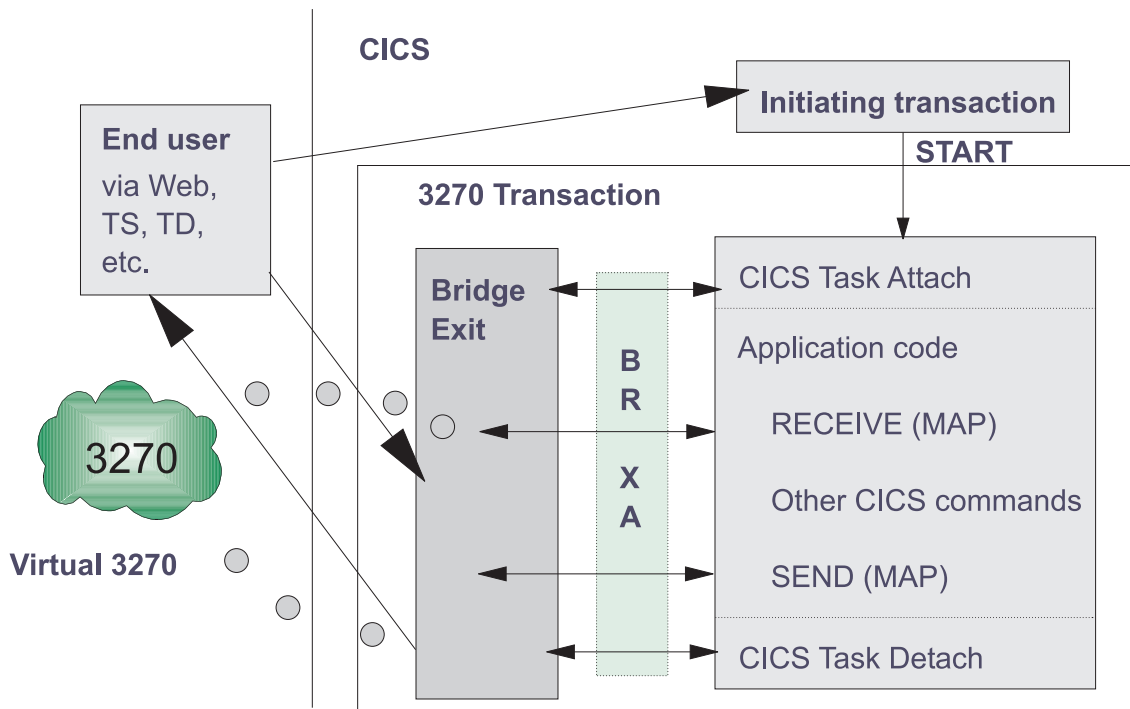 CICS
Initiating transaction
START
End user
via Web,
TS, TD,
etc.
3270 Transaction
Bridge
Exit
B
R
X
A
CICS Task Attach
Application code
RECEIVE (MAP)
Other CICS commands
SEND (MAP)
CICS Task Detach
3270
Virtual 3270